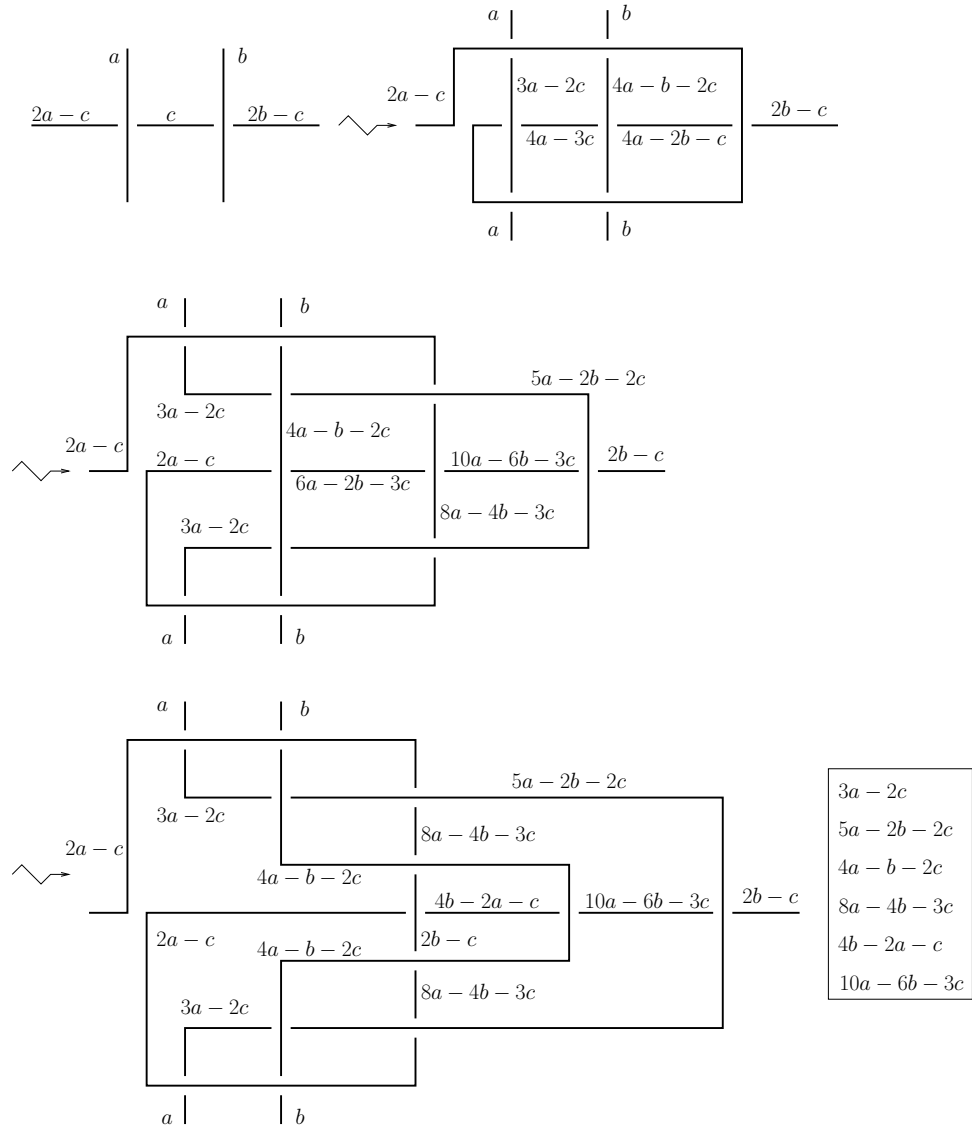 a b
2a − c c 2b − c
a b
2a − c 3a − 2c 4a − b − 2c 2b − c
4a − 3c 4a − 2b − c
a b
a b
5a − 2b − 2c
3a − 2c
2a − c 4a − b − 2c
2a − c 10a − 6b − 3c 2b − c
6a − 2b − 3c
3a − 2c 8a − 4b − 3c
a b
a b
5a − 2b − 2c
3a − 2c
8a − 4b − 3c
2a − c
4a − b − 2c
4b − 2a − c 10a − 6b − 3c 2b − c
2a − c 2b − c
4a − b − 2c
8a − 4b − 3c
3a − 2c
a b
3a − 2c
5a − 2b − 2c
4a − b − 2c
8a − 4b − 3c
4b − 2a − c
10a − 6b − 3c